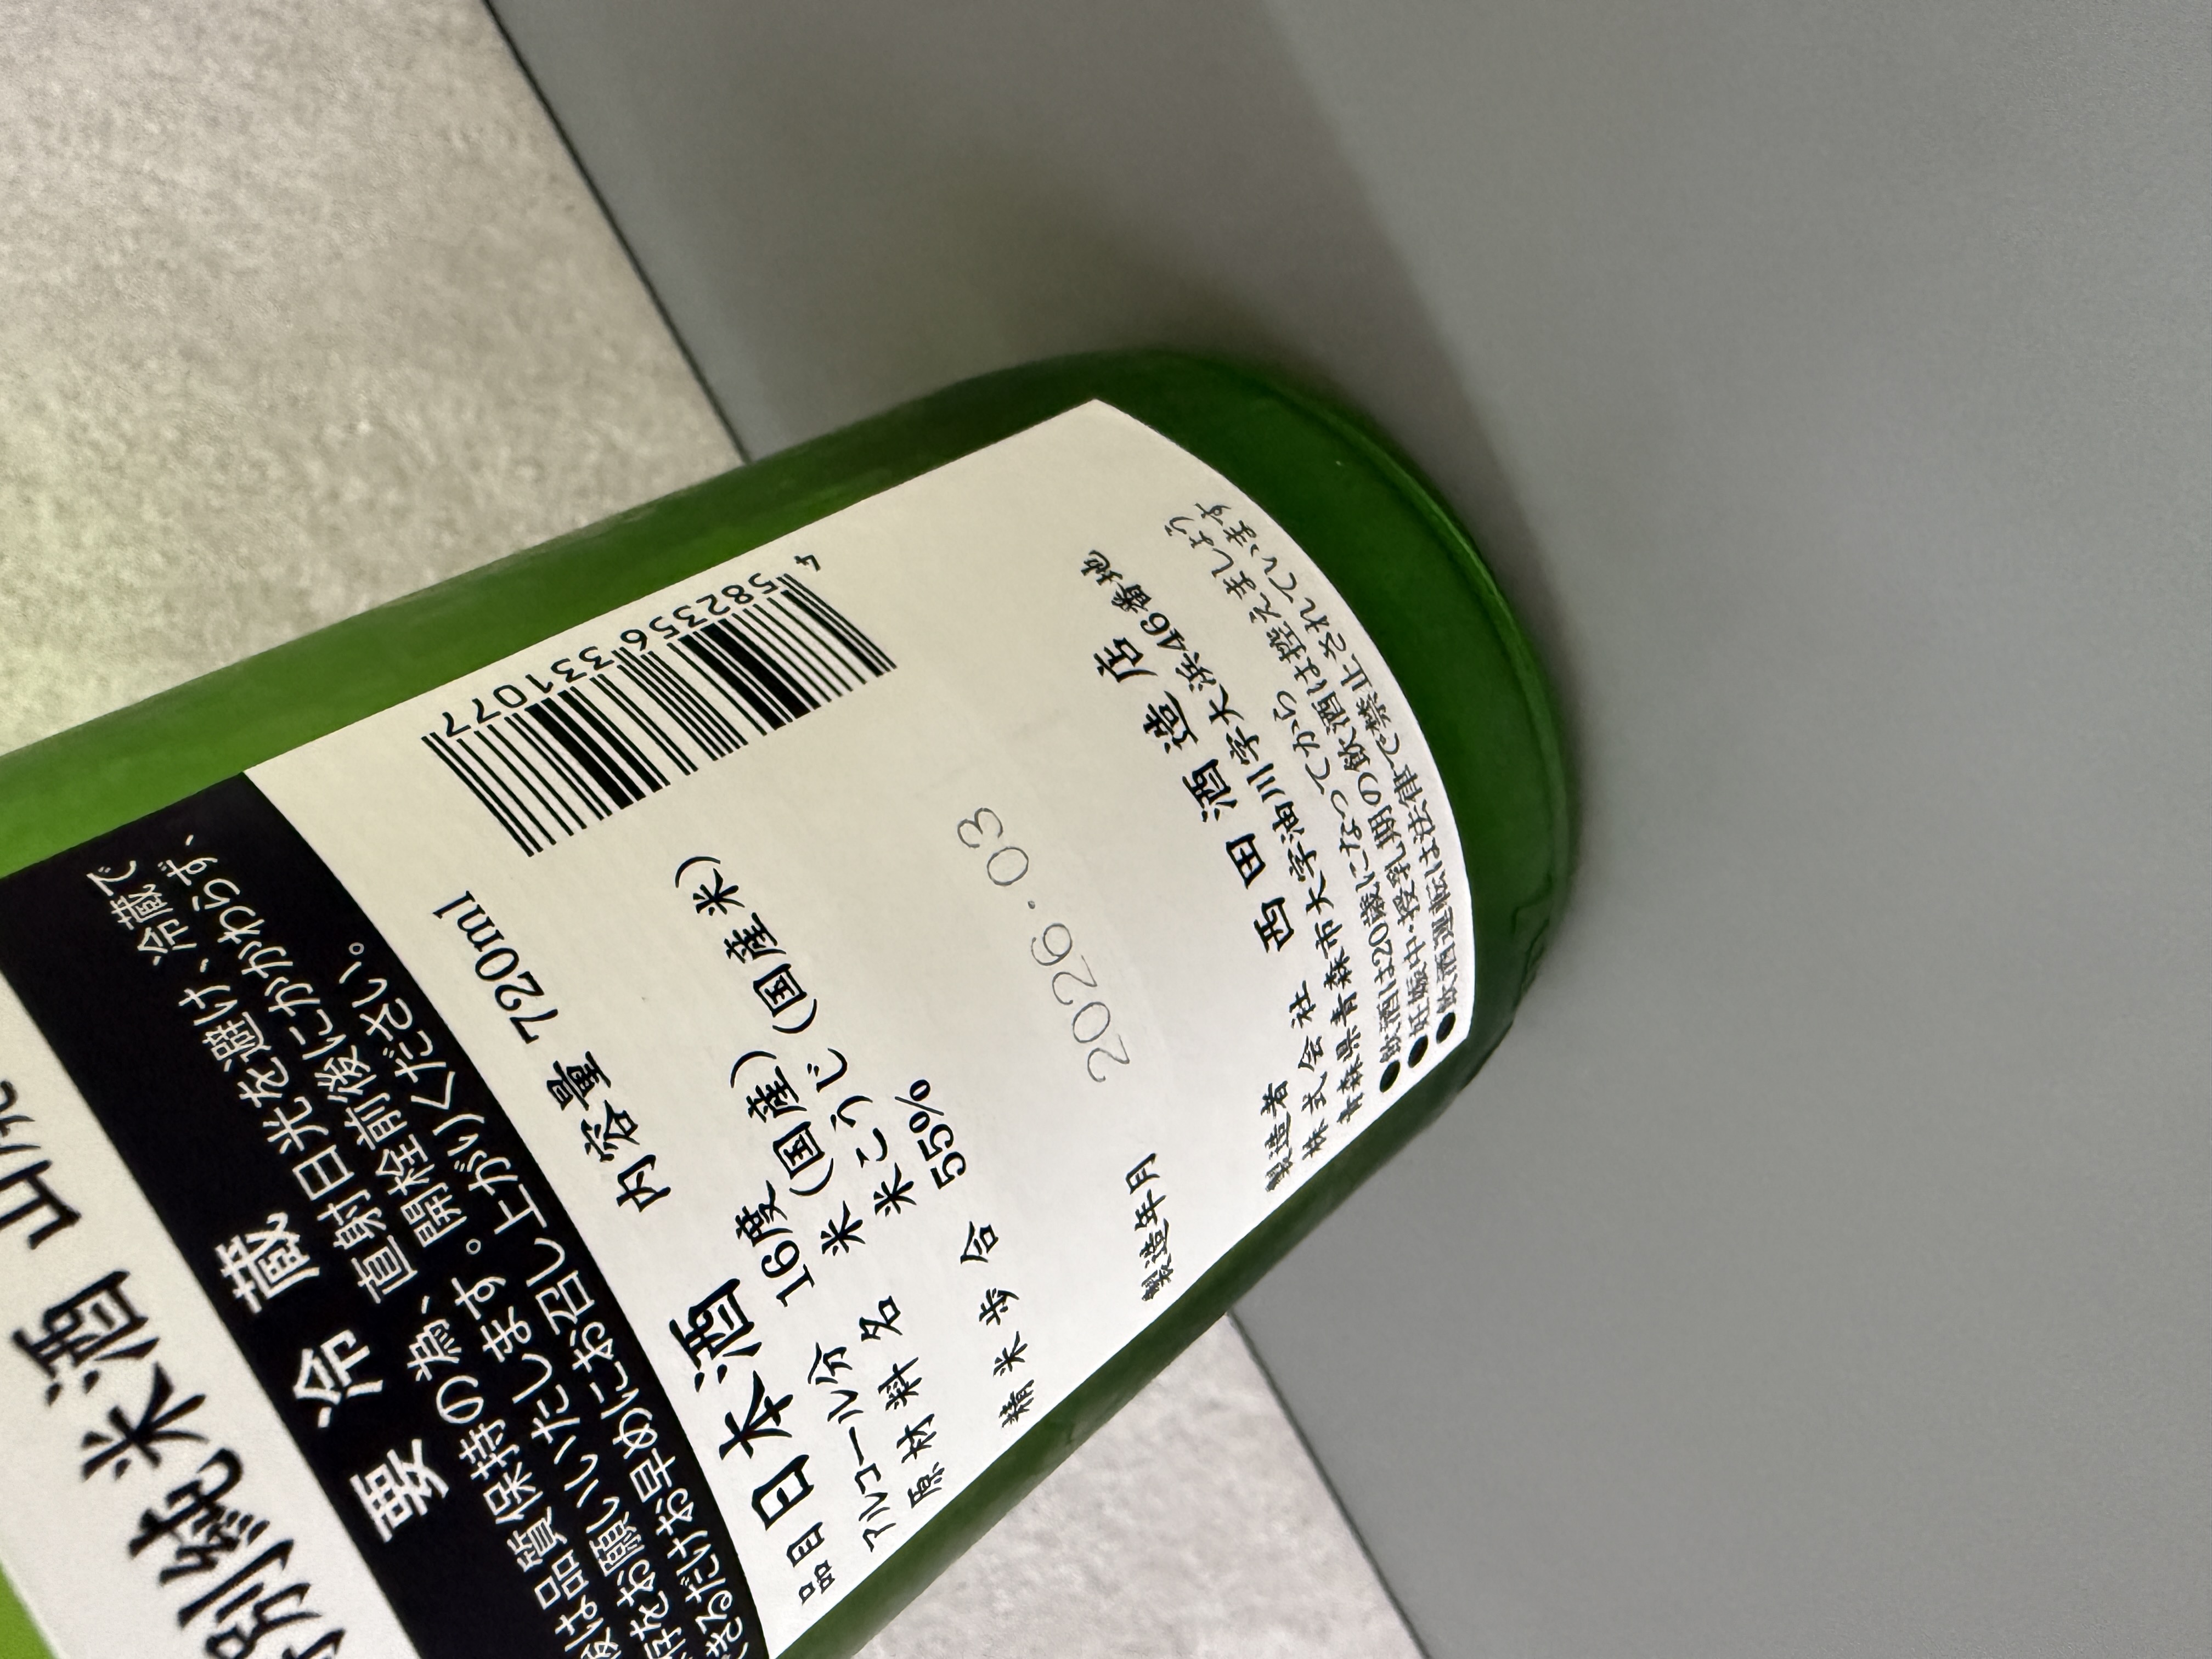 別純米酒 山廃
要冷蔵
は品質保持の為、直射日光を避け、冷蔵で
存をお願いいたします。開栓前後にかかわらず、
きるだけお早めにお召し上がりください。
内容量 720ml
4582356331077
品目 日本酒
アルコール分 16度
原材料名 米(国産)
米こうじ(国産米)
精米歩合 55%
製造年月 2026.03
製造者
株式会社 西田酒造店
青森県青森市大字油川字大浜46番地
●飲酒は20歳になってから
●妊娠中・授乳期の飲酒は控えましょう
●飲酒運転は法律で禁止されています